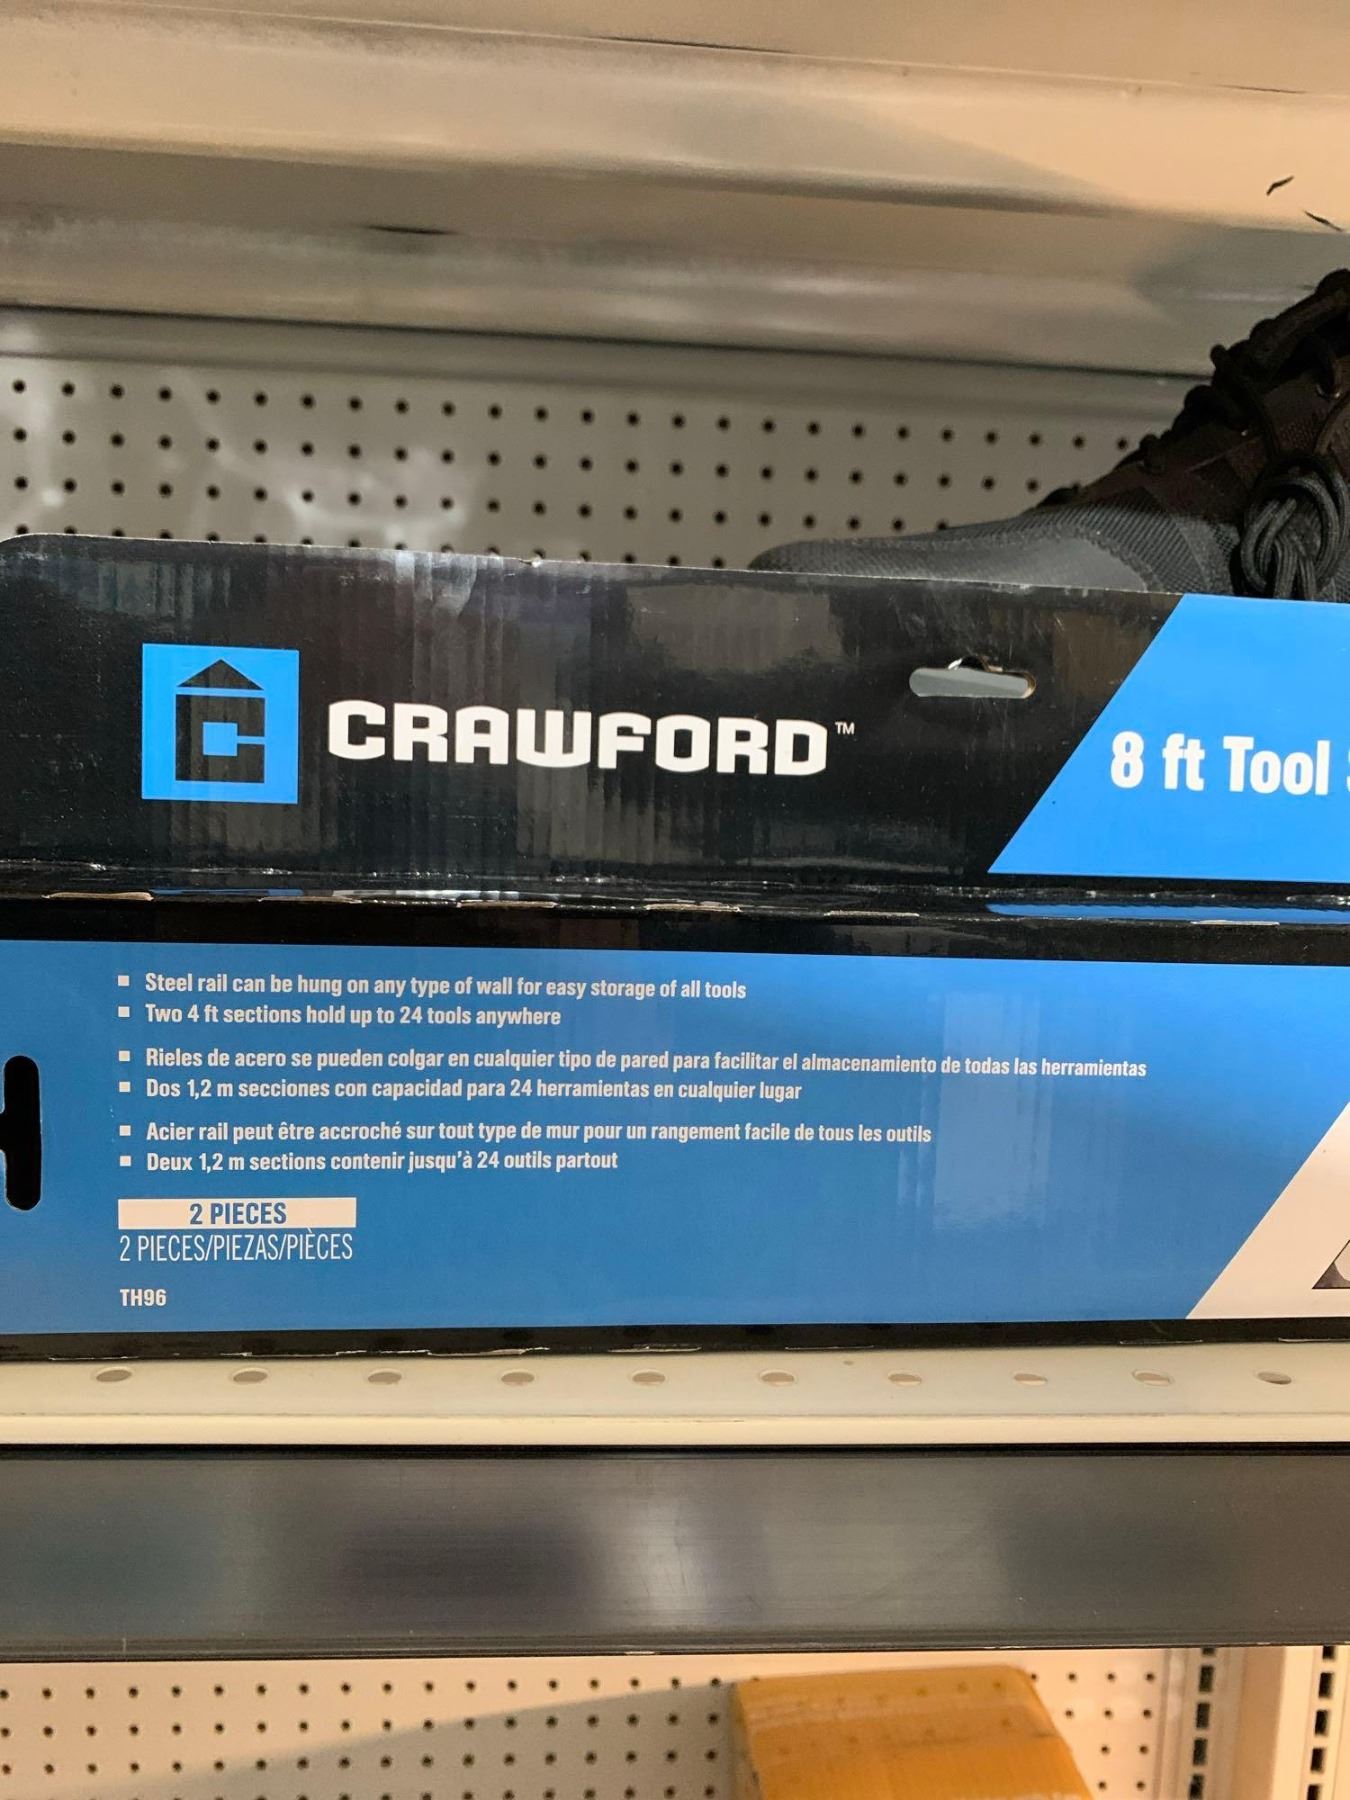 CRAWFORD™
8 ft Tool
▪ Steel rail can be hung on any type of wall for easy storage of all tools
▪ Two 4 ft sections hold up to 24 tools anywhere
▪ Rieles de acero se pueden colgar en cualquier tipo de pared para facilitar el almacenamiento de todas las herramientas
▪ Dos 1,2 m secciones con capacidad para 24 herramientas en cualquier lugar
▪ Acier rail peut être accroché sur tout type de mur pour un rangement facile de tous les outils
▪ Deux 1,2 m sections contenir jusqu'à 24 outils partout
2 PIECES
2 PIECES/PIEZAS/PIÈCES
TH96